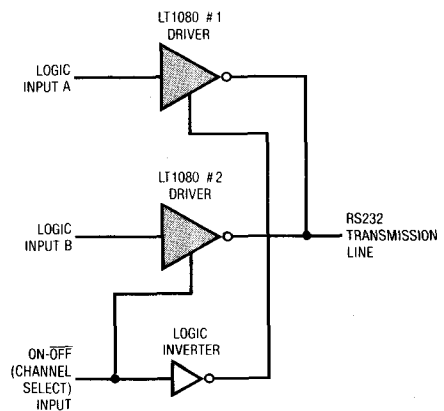 LT1080 #1
DRIVER
LOGIC
INPUT A
LT1080 #2
DRIVER
LOGIC
INPUT B
RS232
TRANSMISSION
LINE
LOGIC
INVERTER
ON-O̅F̅F̅
(CHANNEL
SELECT)
INPUT